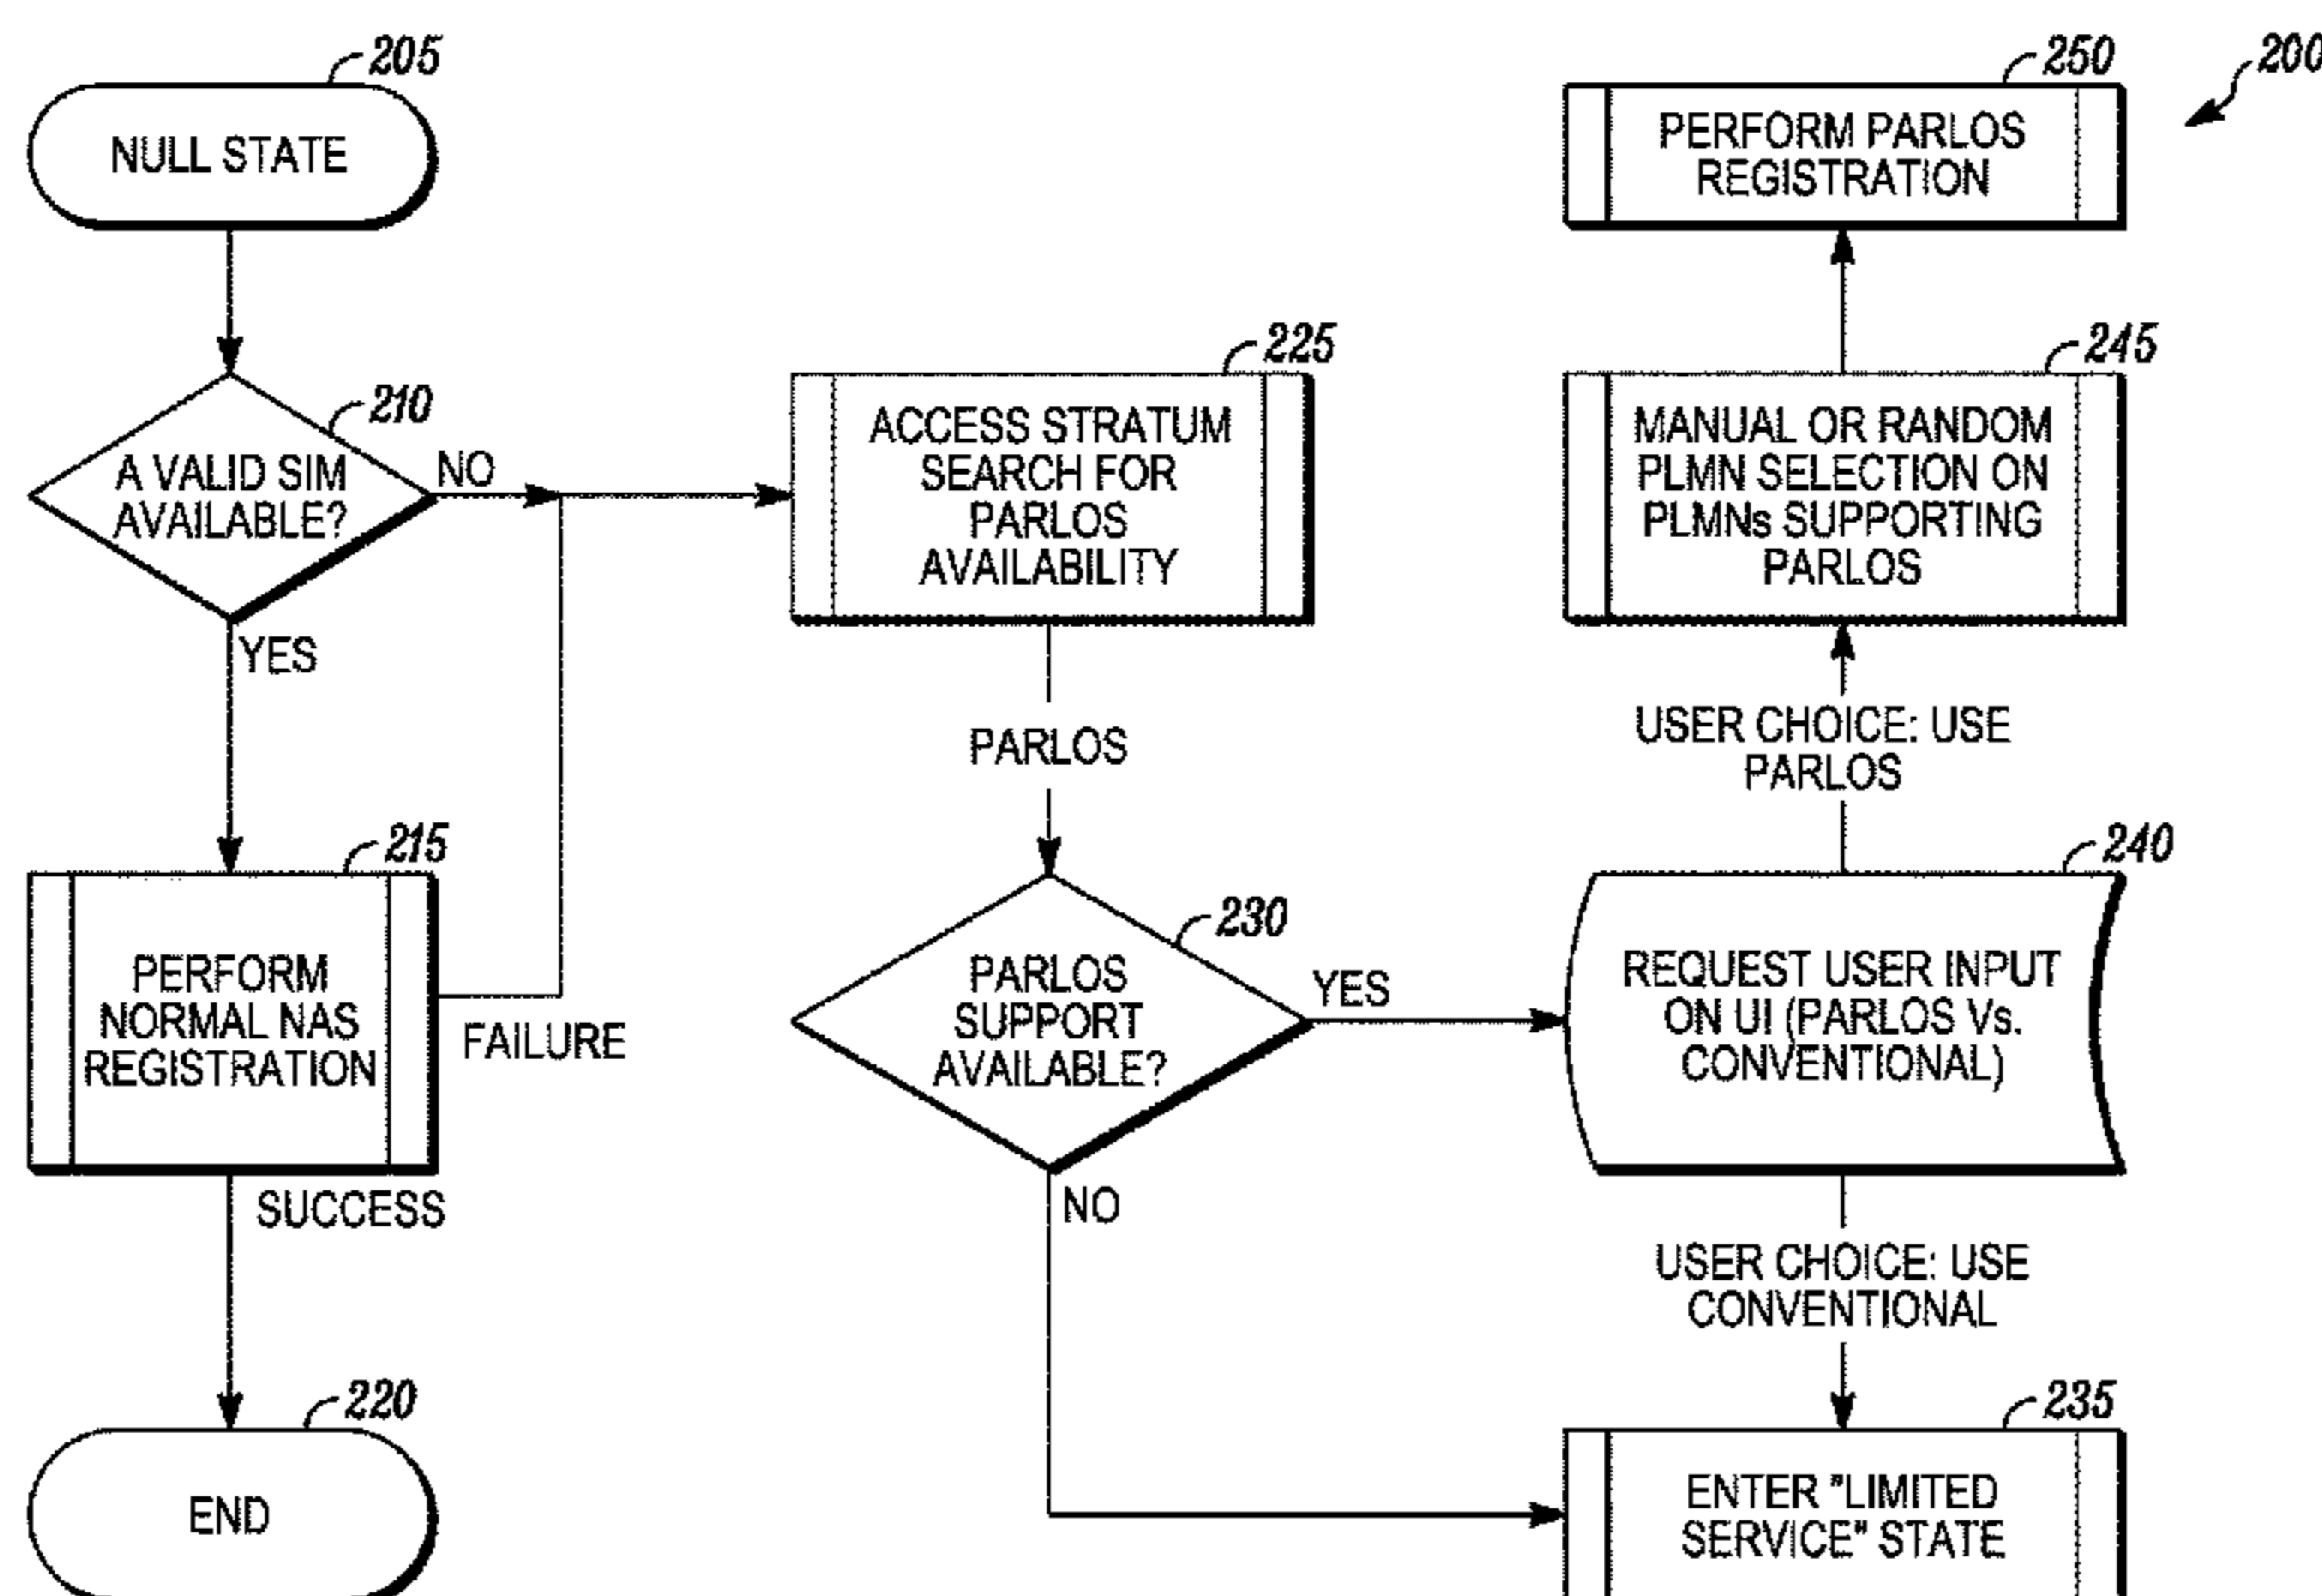 205
NULL STATE
210
A VALID SIM
AVAILABLE?
NO
YES
215
PERFORM
NORMAL NAS
REGISTRATION
FAILURE
SUCCESS
220
END
225
ACCESS STRATUM
SEARCH FOR
PARLOS
AVAILABILITY
PARLOS
230
PARLOS
SUPPORT
AVAILABLE?
YES
NO
200
250
PERFORM PARLOS
REGISTRATION
245
MANUAL OR RANDOM
PLMN SELECTION ON
PLMNs SUPPORTING
PARLOS
USER CHOICE: USE
PARLOS
240
REQUEST USER INPUT
ON UI (PARLOS Vs.
CONVENTIONAL)
USER CHOICE: USE
CONVENTIONAL
235
ENTER "LIMITED
SERVICE" STATE